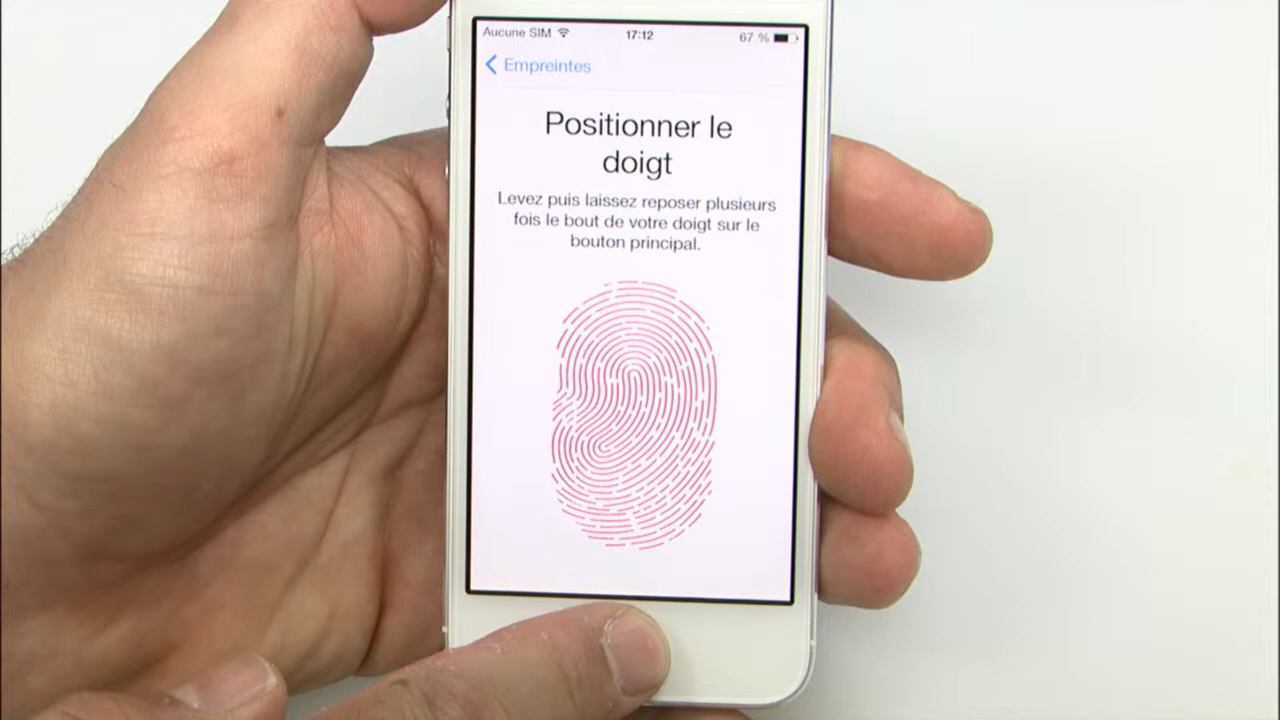 Aucune SIM 17:12 67 %
Empreintes
Positionner le
doigt
Levez puis laissez reposer plusieurs
fois le bout de votre doigt sur le
bouton principal.